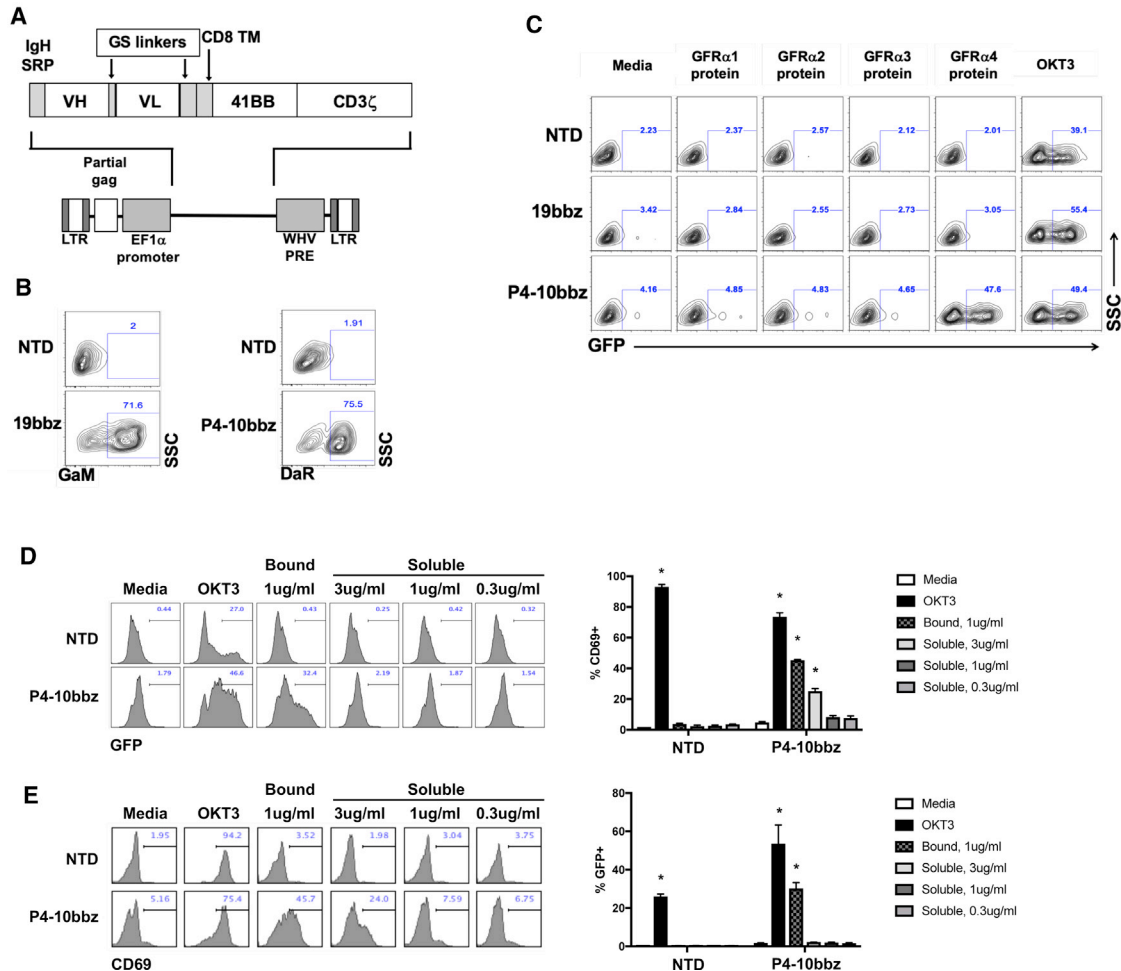 A
IgH
SRP
GS linkers
CD8 TM
VH
VL
41BB
CD3ζ
Partial
gag
LTR
EF1α
promoter
WHV
PRE
LTR
B
NTD
2
19bbz
71.6
GaM
SSC
NTD
1.91
P4-10bbz
75.5
DaR
SSC
C
Media
GFRα1
protein
GFRα2
protein
GFRα3
protein
GFRα4
protein
OKT3
NTD
2.23 2.37 2.57 2.12 2.01 39.1
19bbz
3.42 2.84 2.55 2.73 3.05 55.4
P4-10bbz
4.16 4.85 4.83 4.65 47.6 49.4
GFP
SSC
D
Bound Soluble
Media OKT3 1ug/ml 3ug/ml 1ug/ml 0.3ug/ml
NTD
0.44 27.0 0.43 0.25 0.42 0.32
P4-10bbz
1.79 46.6 32.4 2.19 1.87 1.54
GFP
% CD69+
100
80
60
40
20
0
*
* * *
NTD P4-10bbz
Media
OKT3
Bound, 1ug/ml
Soluble, 3ug/ml
Soluble, 1ug/ml
Soluble, 0.3ug/ml
E
Bound Soluble
Media OKT3 1ug/ml 3ug/ml 1ug/ml 0.3ug/ml
NTD
1.95 94.2 3.52 1.98 3.04 3.75
P4-10bbz
5.16 75.4 45.7 24.0 7.59 6.75
CD69
% GFP+
80
60
40
20
0
*
* *
NTD P4-10bbz
Media
OKT3
Bound, 1ug/ml
Soluble, 3ug/ml
Soluble, 1ug/ml
Soluble, 0.3ug/ml